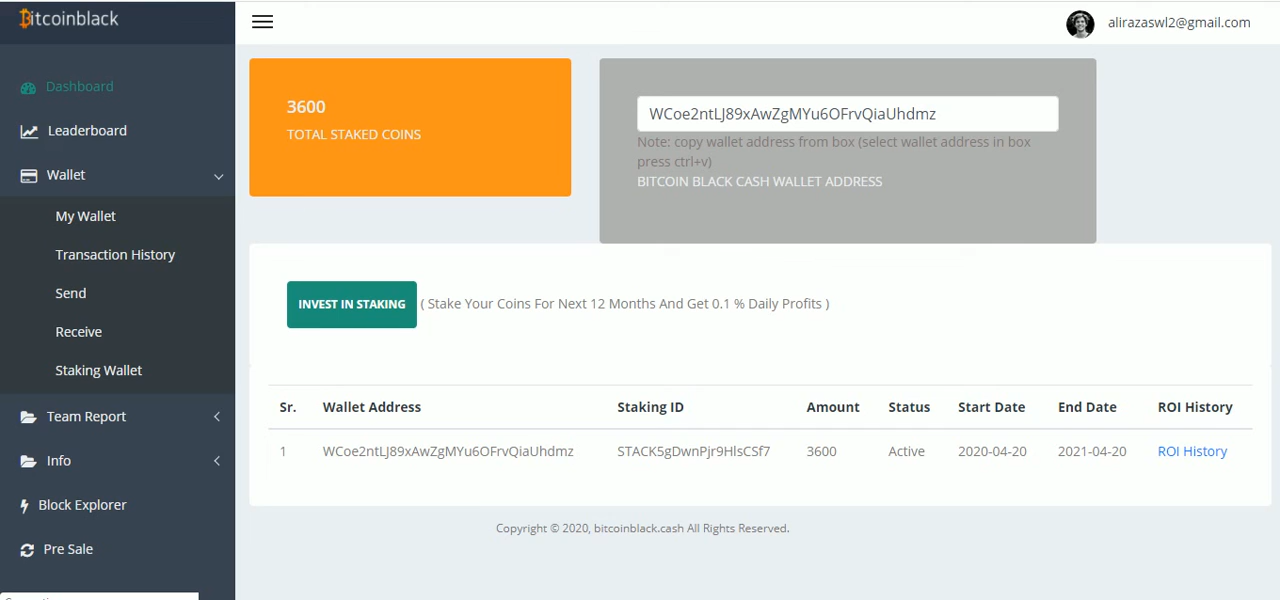 Bitcoinblack
alirazaswl2@gmail.com
Dashboard
Leaderboard
Wallet
My Wallet
Transaction History
Send
Receive
Staking Wallet
Team Report
Info
Block Explorer
Pre Sale
3600
TOTAL STAKED COINS
WCoe2ntLJ89xAwZgMYu6OFrvQiaUhdmz
Note: copy wallet address from box (select wallet address in box
press ctrl+v)
BITCOIN BLACK CASH WALLET ADDRESS
INVEST IN STAKING ( Stake Your Coins For Next 12 Months And Get 0.1 % Daily Profits )
Sr. Wallet Address Staking ID Amount Status Start Date End Date ROI History
1 WCoe2ntLJ89xAwZgMYu6OFrvQiaUhdmz STACK5gDwnPjr9HlsCSf7 3600 Active 2020-04-20 2021-04-20 ROI History
Copyright © 2020, bitcoinblack.cash All Rights Reserved.